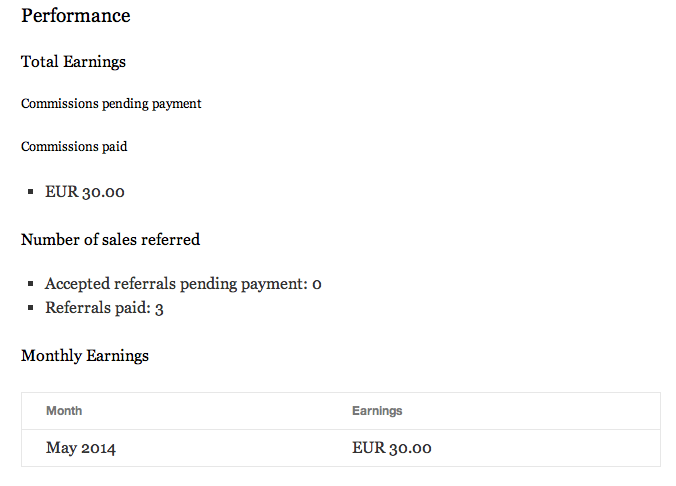 Performance
Total Earnings
Commissions pending payment
Commissions paid
EUR 30.00
Number of sales referred
Accepted referrals pending payment: 0
Referrals paid: 3
Monthly Earnings
Month Earnings
May 2014 EUR 30.00